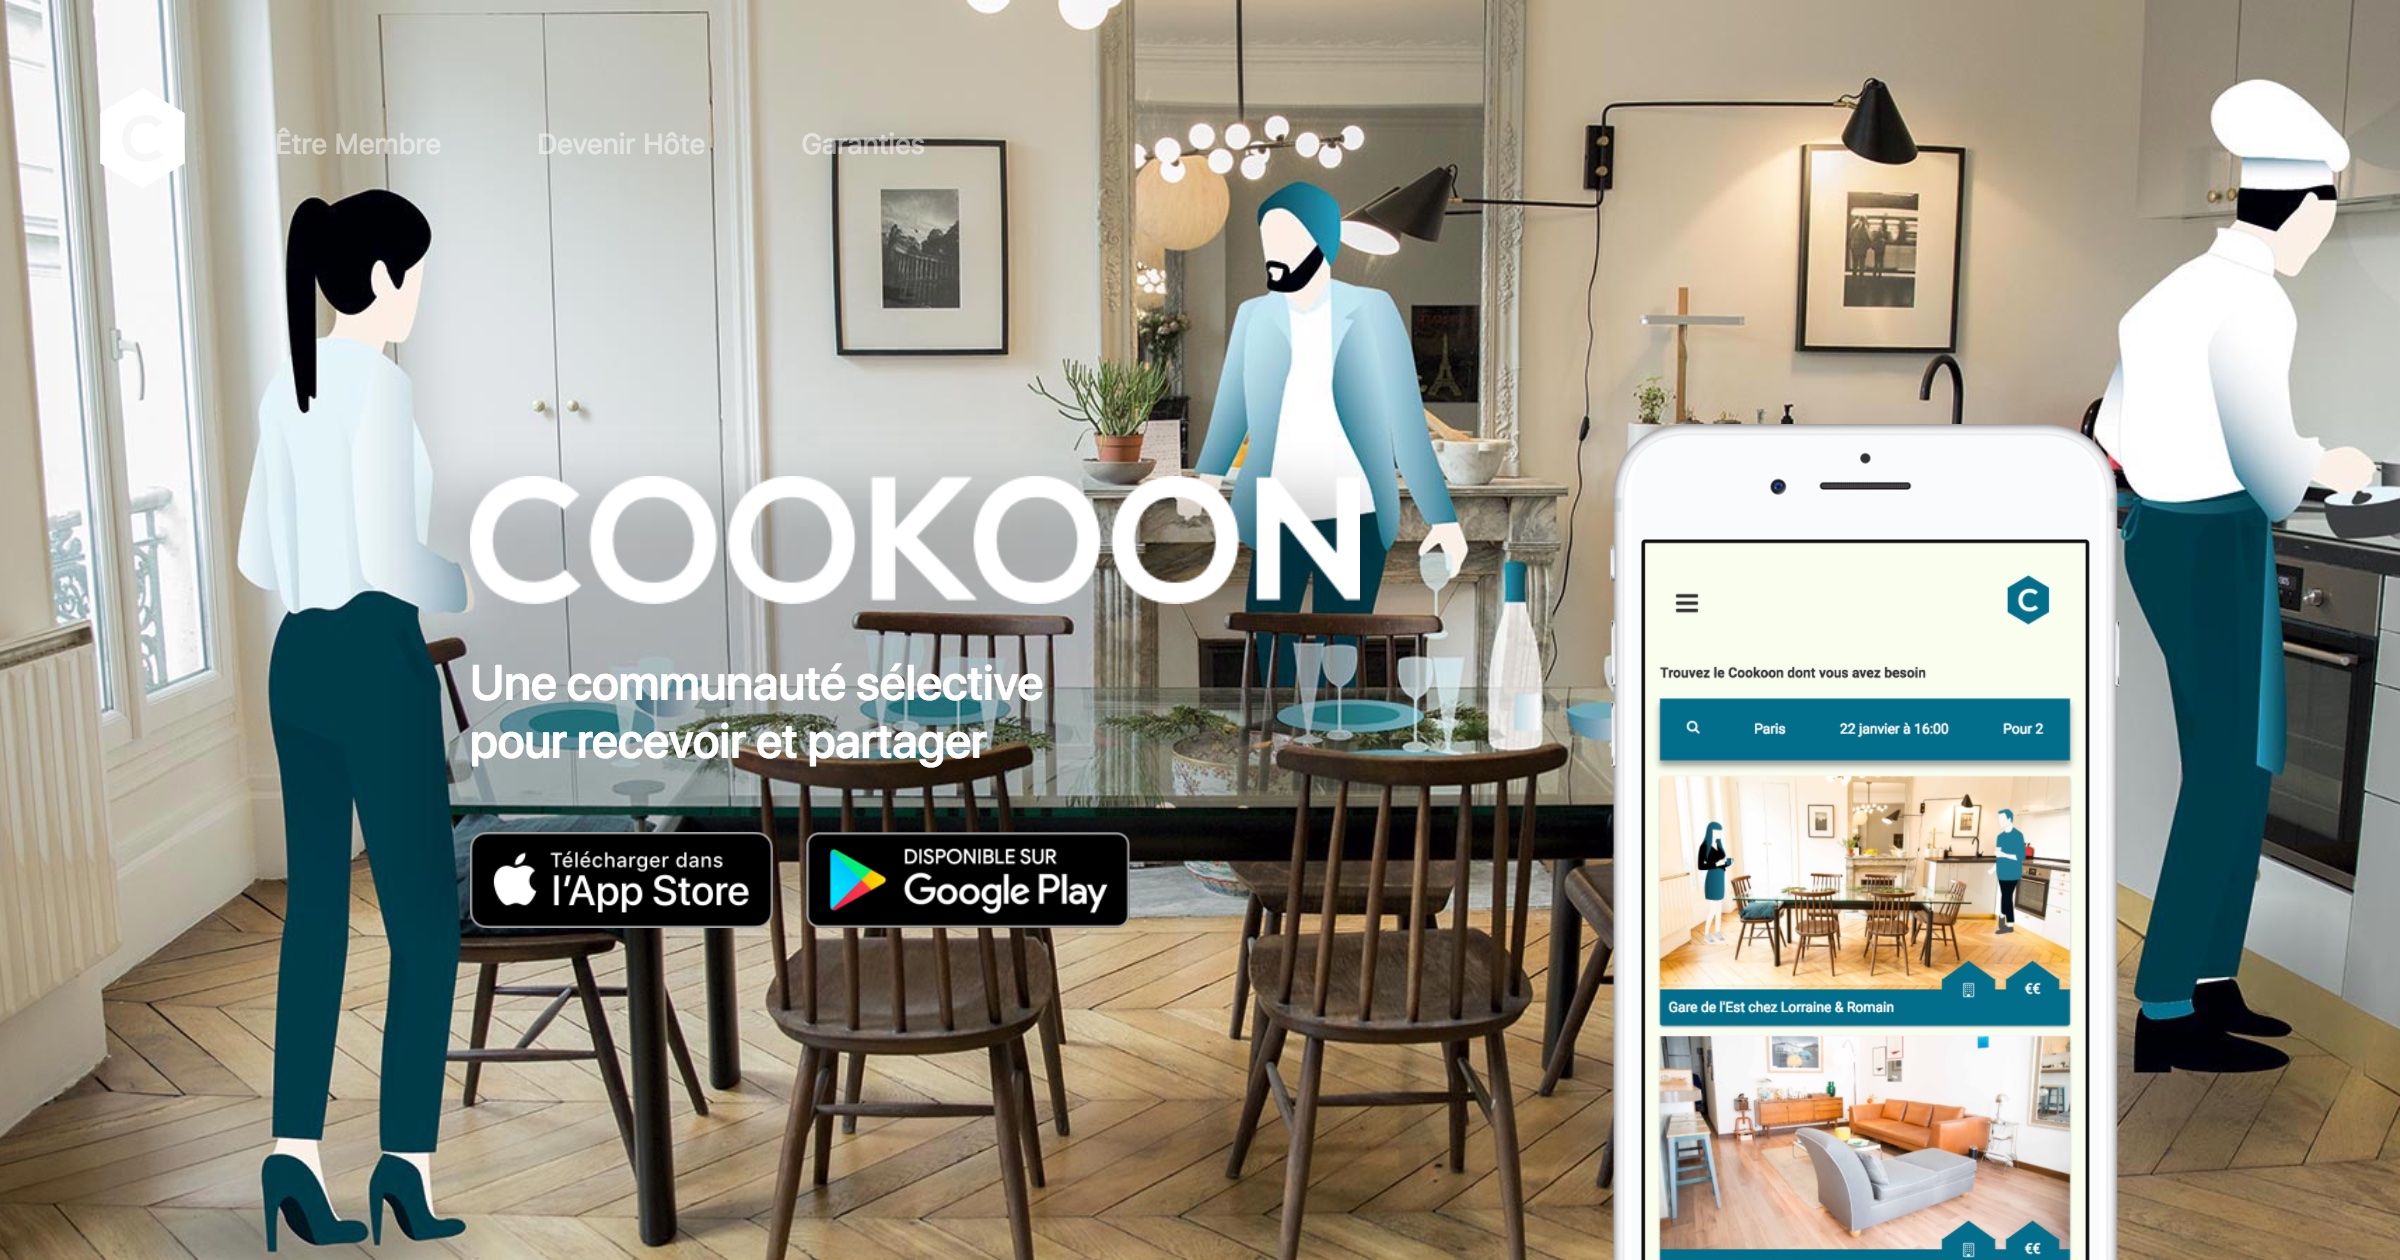 C
Être Membre
Devenir Hôte
Garanties
COOKOON
Une communauté sélective
pour recevoir et partager
Télécharger dans
l'App Store
DISPONIBLE SUR
Google Play
C
Trouvez le Cookoon dont vous avez besoin
Paris
22 janvier à 16:00
Pour 2
€€
Gare de l'Est chez Lorraine & Romain
€€